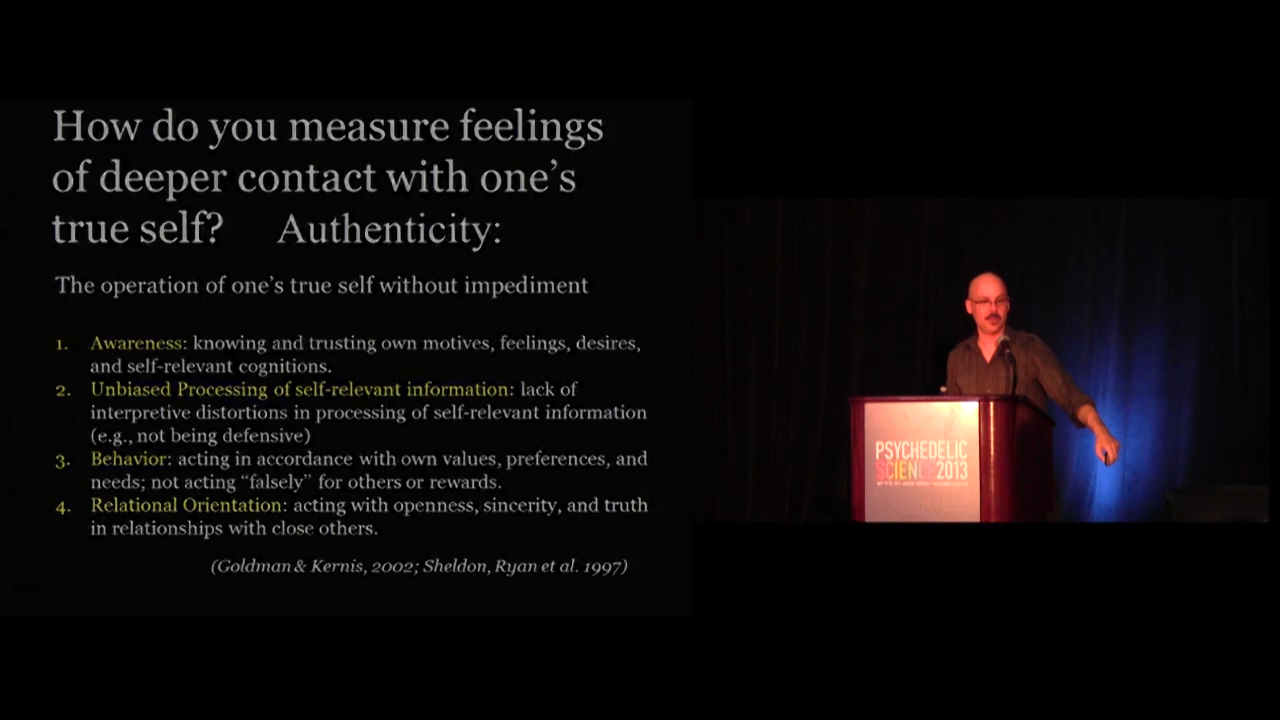 How do you measure feelings
of deeper contact with one's
true self? Authenticity:
The operation of one's true self without impediment
1. Awareness: knowing and trusting own motives, feelings, desires,
and self-relevant cognitions.
2. Unbiased Processing of self-relevant information: lack of
interpretive distortions in processing of self-relevant information
(e.g., not being defensive)
3. Behavior: acting in accordance with own values, preferences, and
needs; not acting "falsely" for others or rewards.
4. Relational Orientation: acting with openness, sincerity, and truth
in relationships with close others.
(Goldman & Kernis, 2002; Sheldon, Ryan et al. 1997)
PSYCHEDELIC
SCIENCE 2013